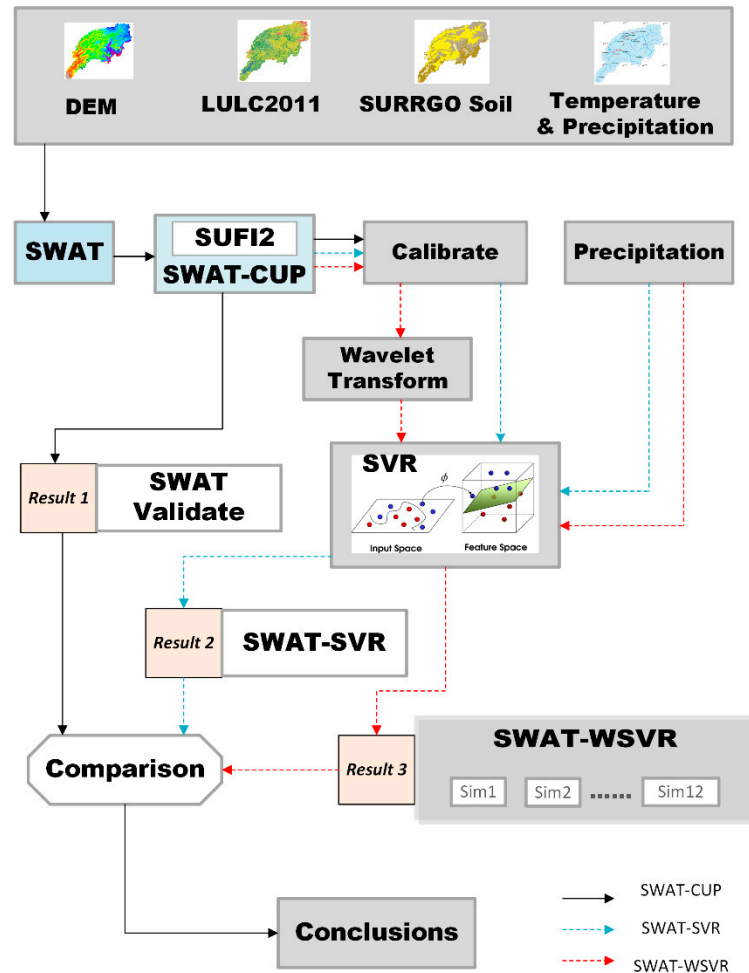 DEM
LULC2011
SURRGO Soil
Temperature
& Precipitation
SWAT
SUFI2
SWAT-CUP
Calibrate
Precipitation
Wavelet
Transform
SVR
ϕ
Input Space
Feature Space
Result 1
SWAT
Validate
Result 2
SWAT-SVR
Result 3
SWAT-WSVR
Sim1
Sim2
......
Sim12
Comparison
Conclusions
SWAT-CUP
SWAT-SVR
SWAT-WSVR